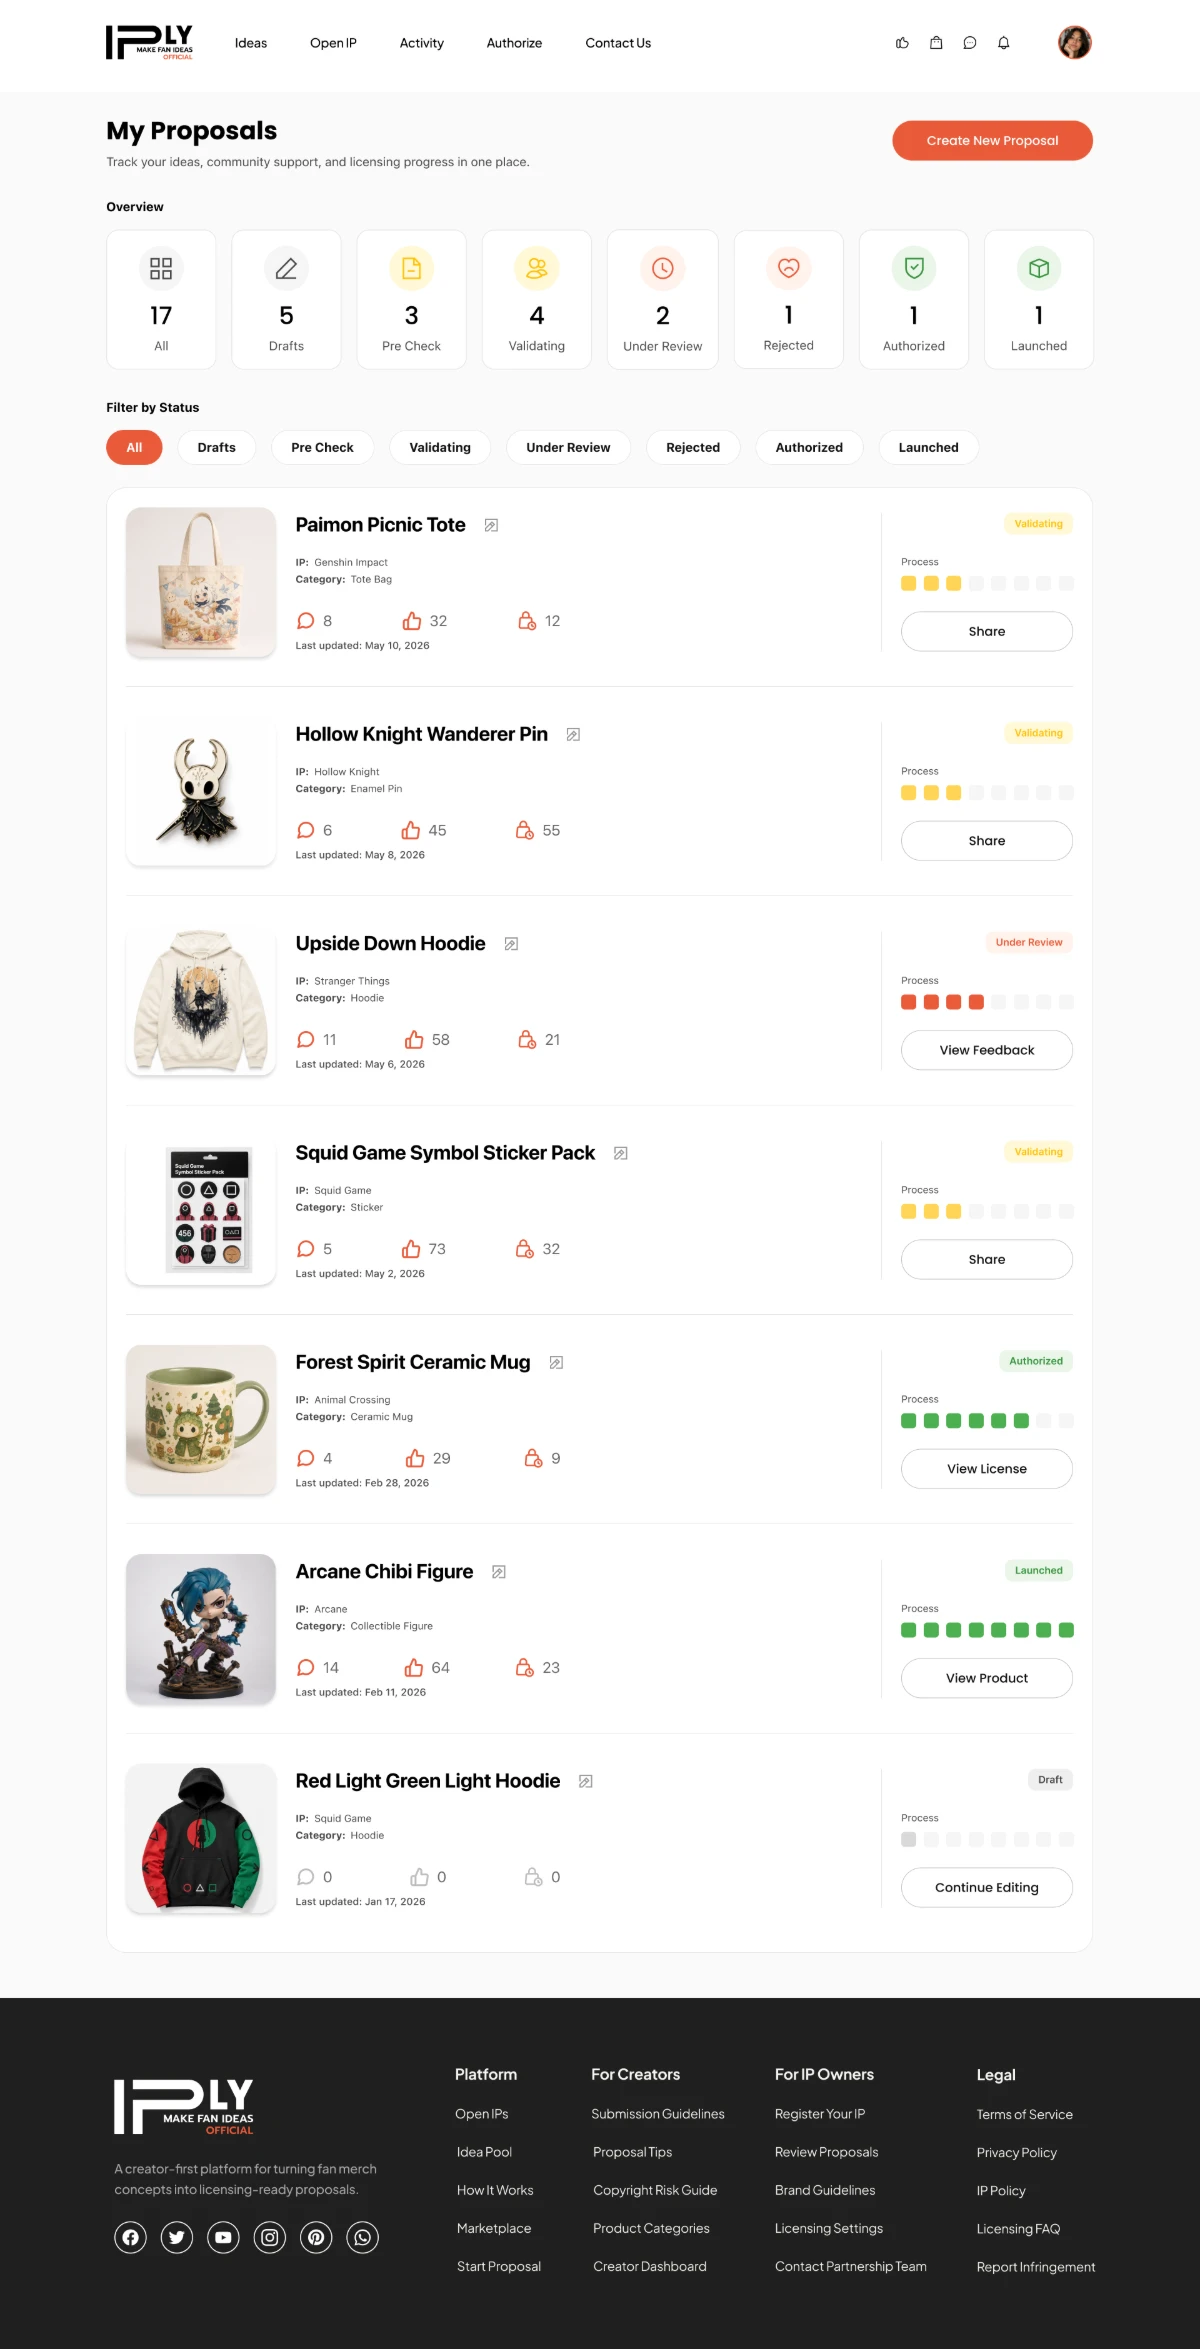 IPLY
MAKE FAN IDEAS
OFFICIAL
Ideas
Open IP
Activity
Authorize
Contact Us
My Proposals
Create New Proposal
Track your ideas, community support, and licensing progress in one place.
Overview
17
All
5
Drafts
3
Pre Check
4
Validating
2
Under Review
1
Rejected
1
Authorized
1
Launched
Filter by Status
All
Drafts
Pre Check
Validating
Under Review
Rejected
Authorized
Launched
Paimon Picnic Tote
Validating
IP: Genshin Impact
Category: Tote Bag
Process
8
32
12
Last updated: May 10, 2026
Share
Hollow Knight Wanderer Pin
Validating
IP: Hollow Knight
Category: Enamel Pin
Process
6
45
55
Last updated: May 8, 2026
Share
Upside Down Hoodie
Under Review
IP: Stranger Things
Category: Hoodie
Process
11
58
21
Last updated: May 6, 2026
View Feedback
Squid Game
Symbol Sticker Pack
456
Squid Game Symbol Sticker Pack
Validating
IP: Squid Game
Category: Sticker
Process
5
73
32
Last updated: May 2, 2026
Share
Forest Spirit Ceramic Mug
Authorized
IP: Animal Crossing
Category: Ceramic Mug
Process
4
29
9
Last updated: Feb 28, 2026
View License
Arcane Chibi Figure
Launched
IP: Arcane
Category: Collectible Figure
Process
14
64
23
Last updated: Feb 11, 2026
View Product
Red Light Green Light Hoodie
Draft
IP: Squid Game
Category: Hoodie
Process
0
0
0
Last updated: Jan 17, 2026
Continue Editing
IPLY
MAKE FAN IDEAS
OFFICIAL
A creator-first platform for turning fan merch
concepts into licensing-ready proposals.
Platform
Open IPs
Idea Pool
How It Works
Marketplace
Start Proposal
For Creators
Submission Guidelines
Proposal Tips
Copyright Risk Guide
Product Categories
Creator Dashboard
For IP Owners
Register Your IP
Review Proposals
Brand Guidelines
Licensing Settings
Contact Partnership Team
Legal
Terms of Service
Privacy Policy
IP Policy
Licensing FAQ
Report Infringement